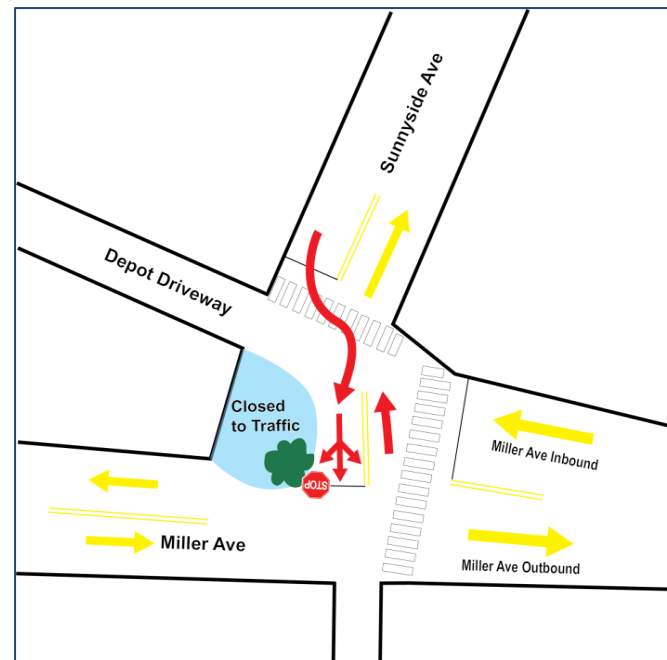 Sunnyside Ave
Depot Driveway
Closed
to Traffic
STOP
Miller Ave Inbound
Miller Ave
Miller Ave Outbound